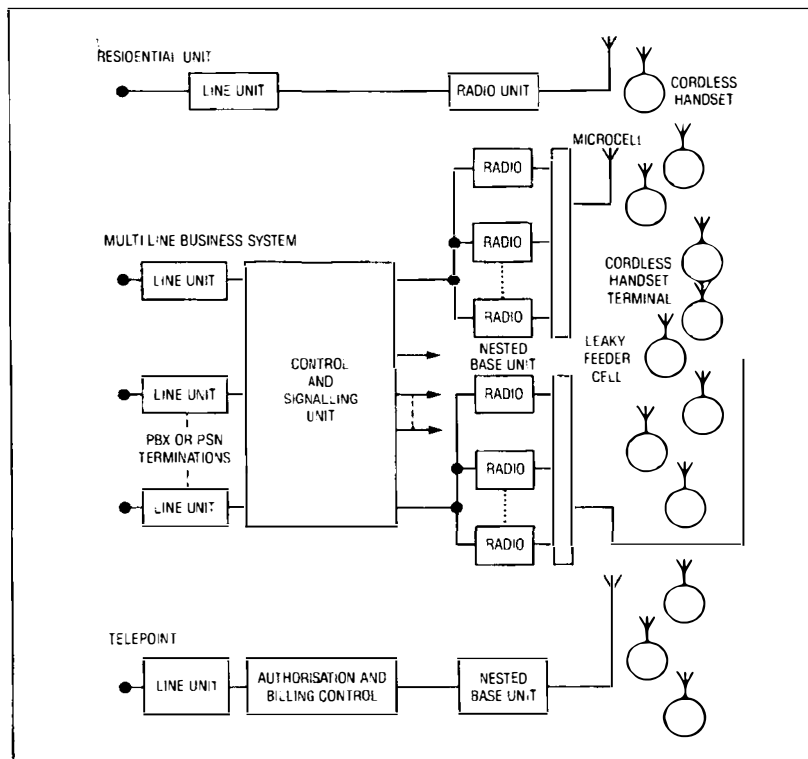 RESIDENTIAL UNIT
LINE UNIT
RADIO UNIT
CORDLESS
HANDSET
MICROCELL
RADIO
RADIO
RADIO
MULTI LINE BUSINESS SYSTEM
LINE UNIT
CORDLESS
HANDSET
TERMINAL
CONTROL
AND
SIGNALLING
UNIT
LEAKY
FEEDER
CELL
NESTED
BASE UNIT
LINE UNIT
RADIO
PBX OR PSN
TERMINATIONS
RADIO
LINE UNIT
RADIO
TELEPOINT
LINE UNIT
AUTHORISATION AND
BILLING CONTROL
NESTED
BASE UNIT